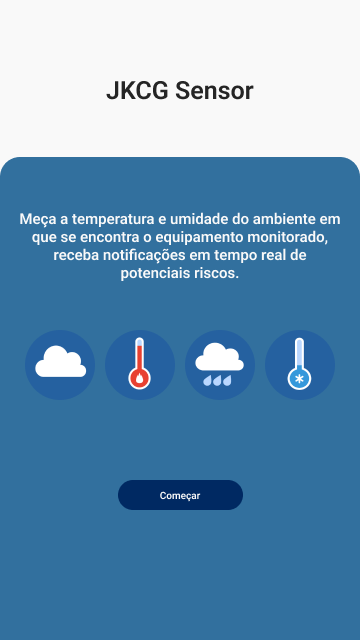 JKCG Sensor
Meça a temperatura e umidade do ambiente em
que se encontra o equipamento monitorado,
receba notificações em tempo real de
potenciais riscos.
Começar